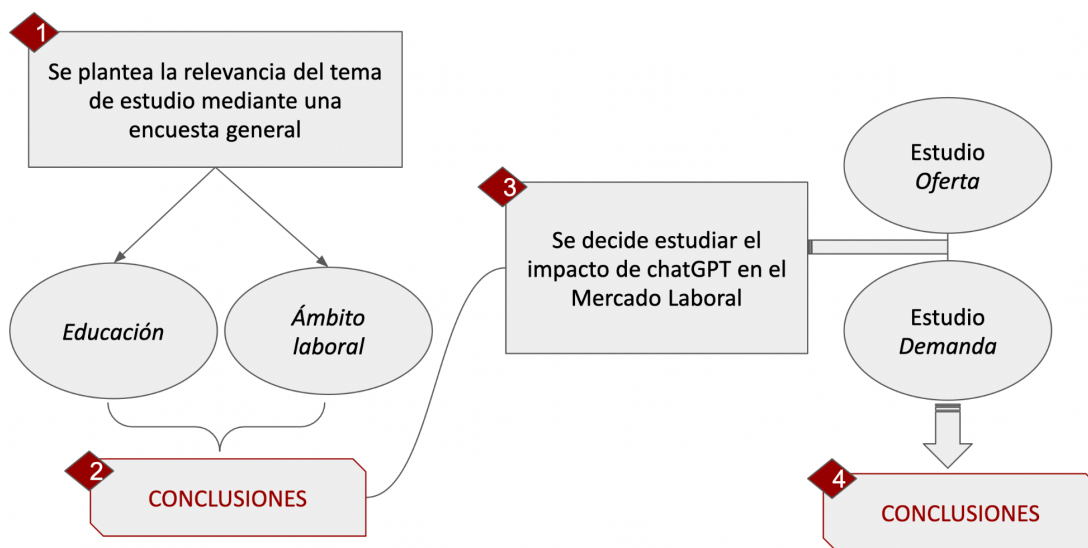 1
Se plantea la relevancia del tema
de estudio mediante una
encuesta general
Educación
Ámbito
laboral
2
CONCLUSIONES
3
Se decide estudiar el
impacto de chatGPT en el
Mercado Laboral
Estudio
Oferta
Estudio
Demanda
4
CONCLUSIONES